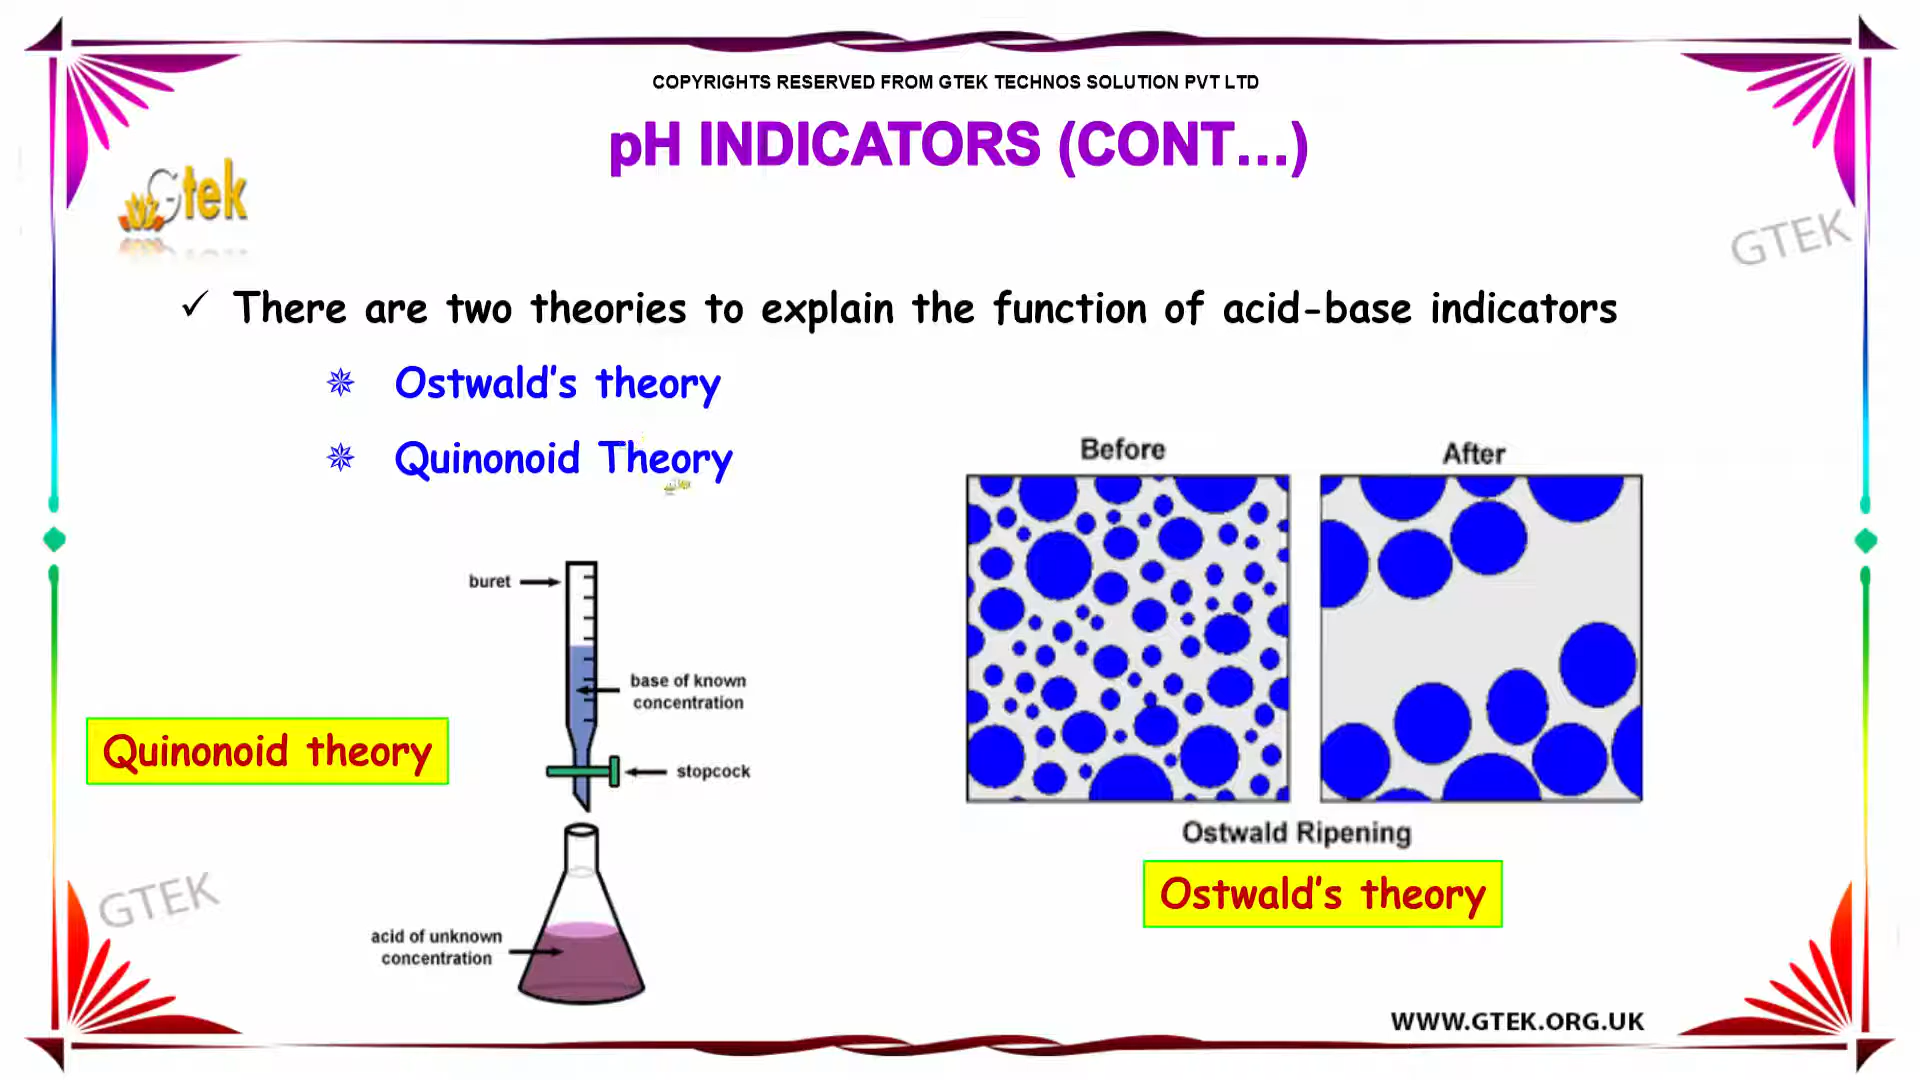 COPYRIGHTS RESERVED FROM GTEK TECHNOS SOLUTION PVT LTD
pH INDICATORS (CONT...)
Gtek
GTEK
✓ There are two theories to explain the function of acid-base indicators
Ostwald's theory
Quinonoid Theory
Before
After
buret
base of known
concentration
Quinonoid theory
stopcock
Ostwald Ripening
Ostwald's theory
GTEK
acid of unknown
concentration
WWW.GTEK.ORG.UK